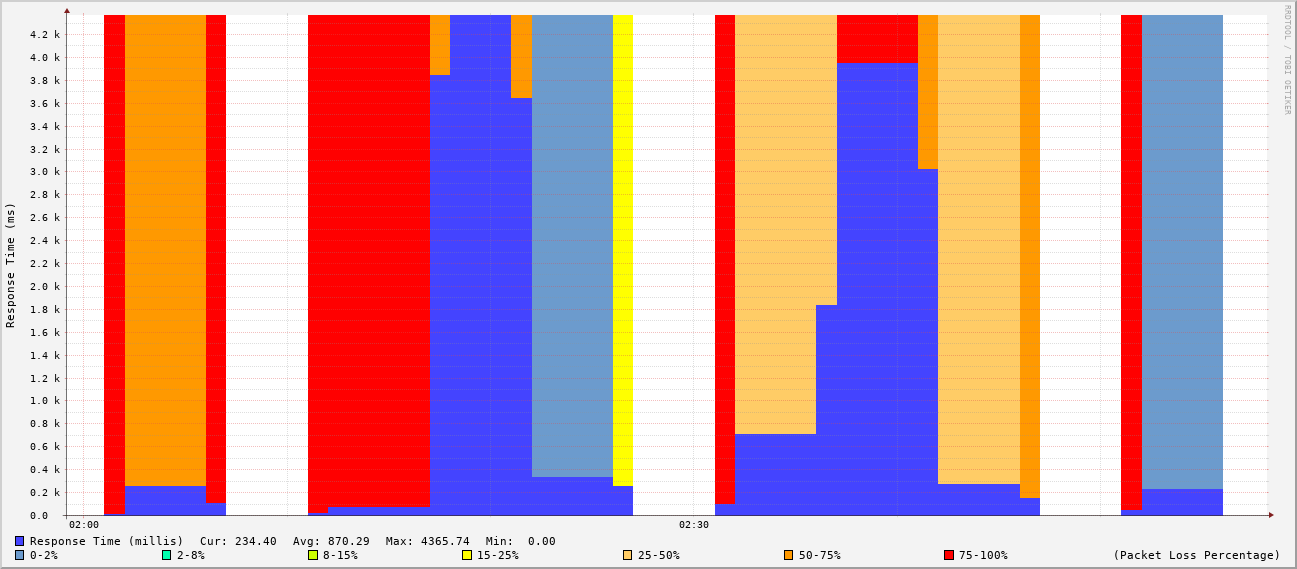 RRDTOOL / TOBI OETIKER
Response Time (ms)
4.2 k
4.0 k
3.8 k
3.6 k
3.4 k
3.2 k
3.0 k
2.8 k
2.6 k
2.4 k
2.2 k
2.0 k
1.8 k
1.6 k
1.4 k
1.2 k
1.0 k
0.8 k
0.6 k
0.4 k
0.2 k
0.0
02:00 02:30
Response Time (millis) Cur: 234.40 Avg: 870.29 Max: 4365.74 Min: 0.00
0-2% 2-8% 8-15% 15-25% 25-50% 50-75% 75-100% (Packet Loss Percentage)